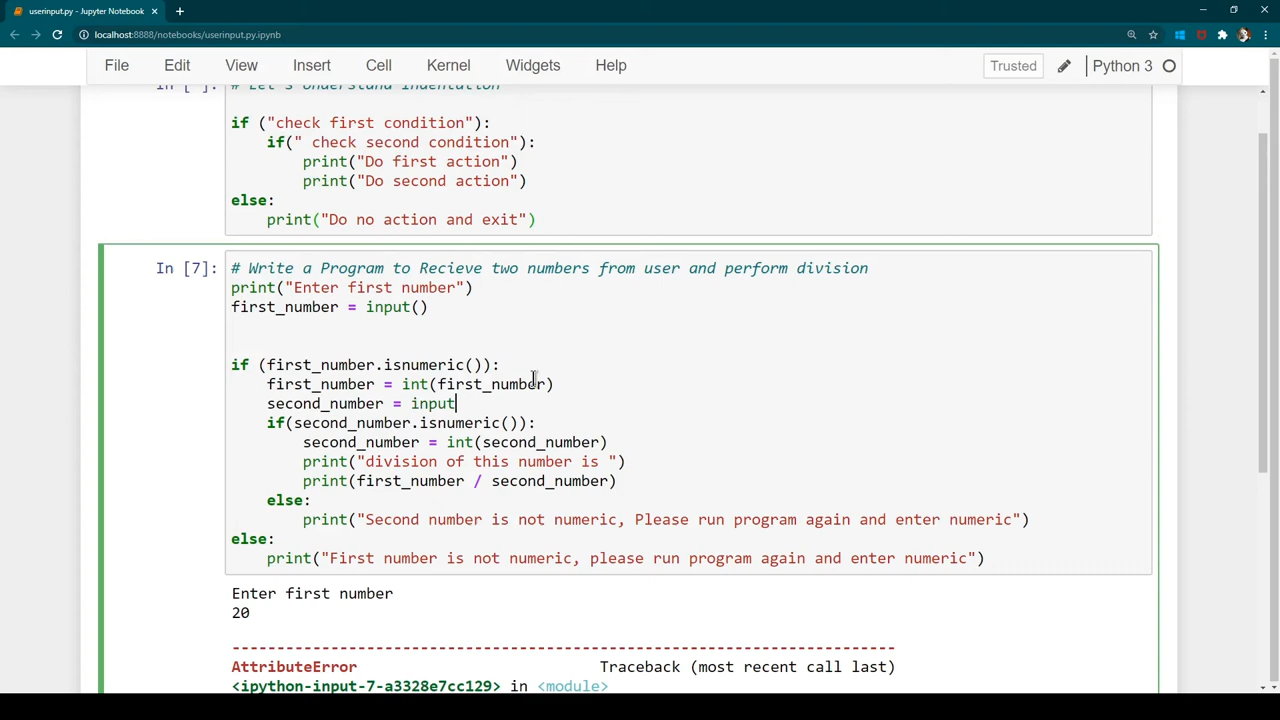 userinput.py - Jupyter Notebook
localhost:8888/notebooks/userinput.py.ipynb
File Edit View Insert Cell Kernel Widgets Help Trusted Python 3
In [ ]: # Let's Understand Indentation
if ("check first condition"):
    if(" check second condition"):
        print("Do first action")
        print("Do second action")
else:
    print("Do no action and exit")
In [7]: # Write a Program to Recieve two numbers from user and perform division
print("Enter first number")
first_number = input()
if (first_number.isnumeric()):
    first_number = int(first_number)
    second_number = input
    if(second_number.isnumeric()):
        second_number = int(second_number)
        print("division of this number is ")
        print(first_number / second_number)
    else:
        print("Second number is not numeric, Please run program again and enter numeric")
else:
    print("First number is not numeric, please run program again and enter numeric")
Enter first number
20
---------------------------------------------------------------------------
AttributeError Traceback (most recent call last)
<ipython-input-7-a3328e7cc129> in <module>